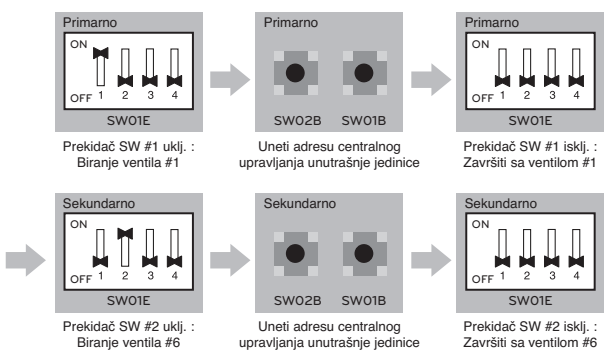 Primarno
ON
OFF 1 2 3 4
SW01E
Prekidač SW #1 uklj. :
Biranje ventila #1
Primarno
SW02B SW01B
Uneti adresu centralnog
upravljanja unutrašnje jedinice
Primarno
ON
OFF 1 2 3 4
SW01E
Prekidač SW #1 isklj. :
Završiti sa ventilom #1
Sekundarno
ON
OFF 1 2 3 4
SW01E
Prekidač SW #2 uklj. :
Biranje ventila #6
Sekundarno
SW02B SW01B
Uneti adresu centralnog
upravljanja unutrašnje jedinice
Sekundarno
ON
OFF 1 2 3 4
SW01E
Prekidač SW #2 isklj. :
Završiti sa ventilom #6